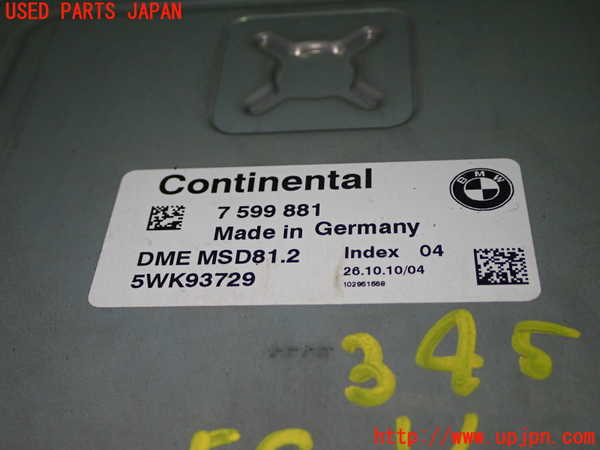 USED PARTS JAPAN
Continental
BMW
7 599 881
Made in Germany
DME MSD81.2
Index 04
5WK93729
26.10.10/04
102961568
345
http://www.upjpn.com/